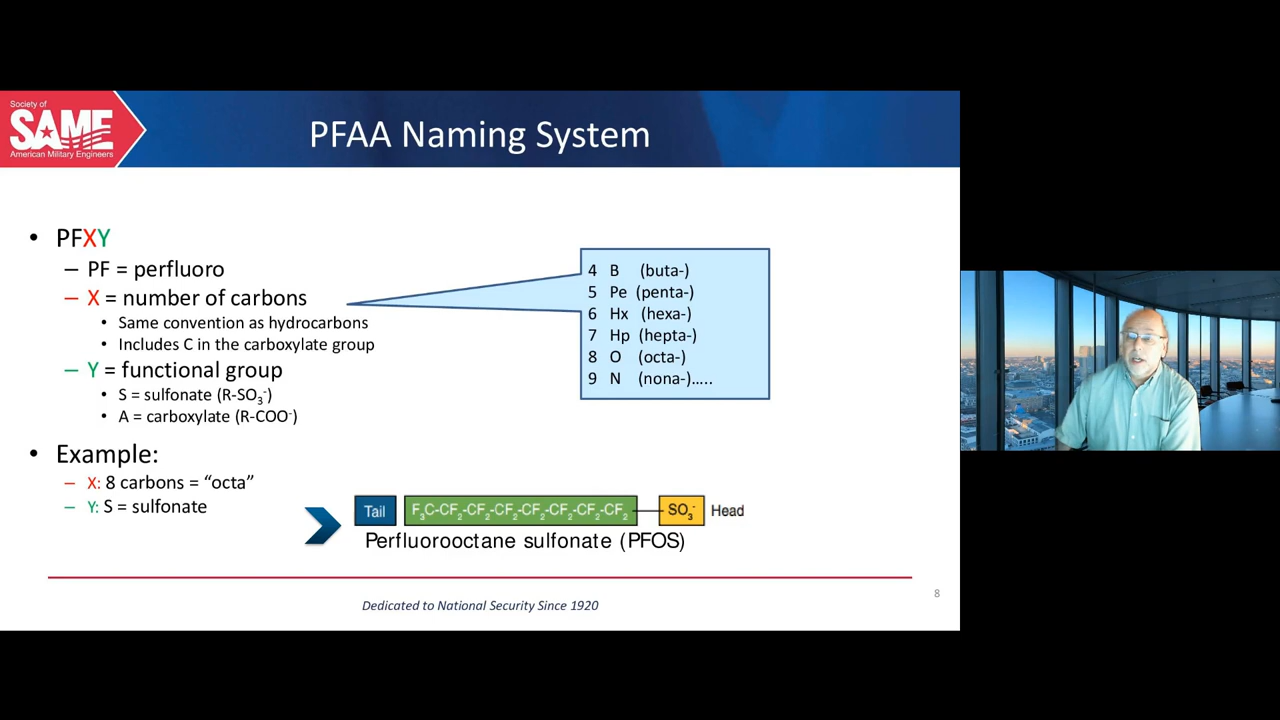 Society of
SAME
American Military Engineers
PFAA Naming System
• PFXY
– PF = perfluoro
– X = number of carbons
• Same convention as hydrocarbons
• Includes C in the carboxylate group
– Y = functional group
• S = sulfonate (R-SO₃⁻)
• A = carboxylate (R-COO⁻)
4 B (buta-)
5 Pe (penta-)
6 Hx (hexa-)
7 Hp (hepta-)
8 O (octa-)
9 N (nona-).....
• Example:
– X: 8 carbons = “octa”
– Y: S = sulfonate
Tail F₃C-CF₂-CF₂-CF₂-CF₂-CF₂-CF₂-CF₂ SO₃⁻ Head
Perfluorooctane sulfonate (PFOS)
8
Dedicated to National Security Since 1920